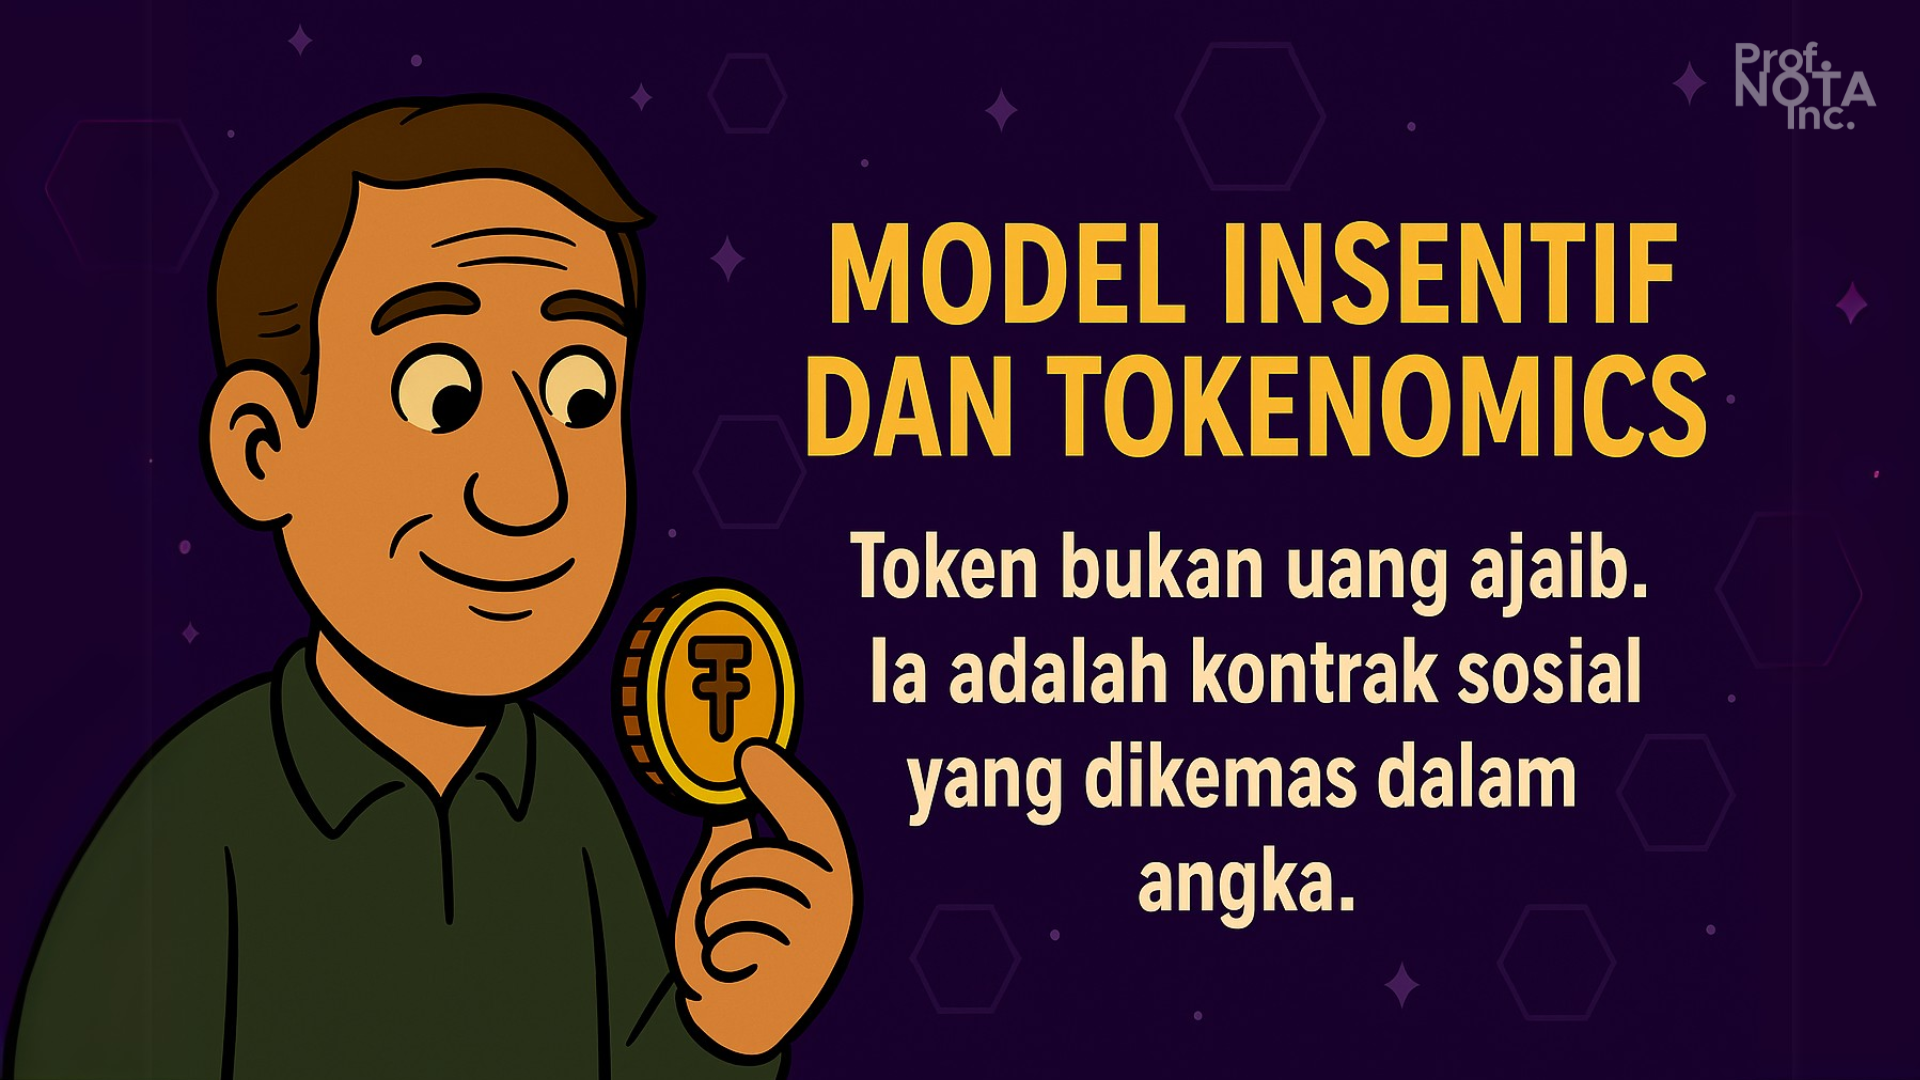 Prof.
NOTA
Inc.
MODEL INSENTIF
DAN TOKENOMICS
Token bukan uang ajaib.
Ia adalah kontrak sosial
yang dikemas dalam
angka.